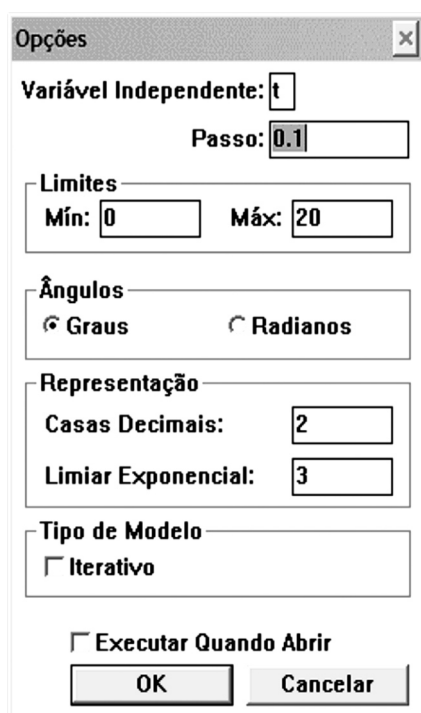 Opções
Variável Independente: t
Passo: 0.1
Limites
Mín: 0 Máx: 20
Ângulos
Graus Radianos
Representação
Casas Decimais: 2
Limiar Exponencial: 3
Tipo de Modelo
Iterativo
Executar Quando Abrir
OK Cancelar